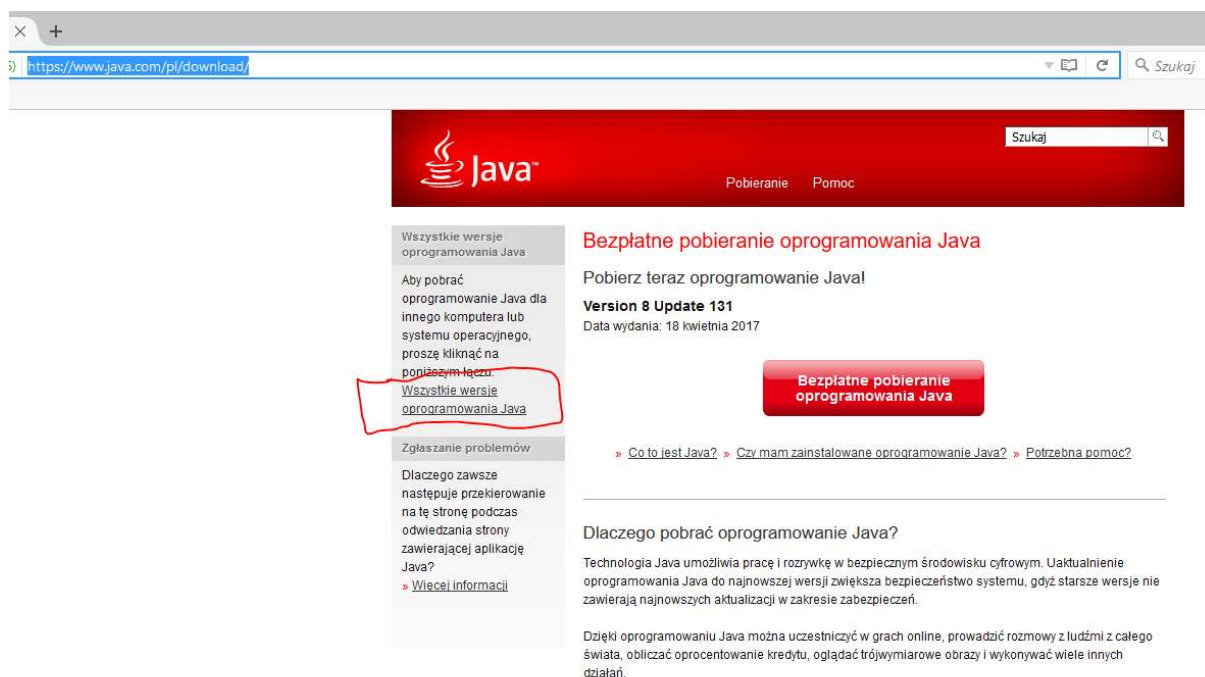 https://www.java.com/pl/download/
Szukaj
Java™
Szukaj
Pobieranie Pomoc
Wszystkie wersje
oprogramowania Java
Aby pobrać
oprogramowanie Java dla
innego komputera lub
systemu operacyjnego,
proszę kliknąć na
poniższym łączu.
Wszystkie wersje
oprogramowania Java
Zgłaszanie problemów
Dlaczego zawsze
następuje przekierowanie
na tę stronę podczas
odwiedzania strony
zawierającej aplikację
Java?
» Więcej informacji
Bezpłatne pobieranie oprogramowania Java
Pobierz teraz oprogramowanie Java!
Version 8 Update 131
Data wydania: 18 kwietnia 2017
Bezpłatne pobieranie
oprogramowania Java
» Co to jest Java? » Czy mam zainstalowane oprogramowanie Java? » Potrzebna pomoc?
Dlaczego pobrać oprogramowanie Java?
Technologia Java umożliwia pracę i rozrywkę w bezpiecznym środowisku cyfrowym. Uaktualnienie
oprogramowania Java do najnowszej wersji zwiększa bezpieczeństwo systemu, gdyż starsze wersje nie
zawierają najnowszych aktualizacji w zakresie zabezpieczeń.
Dzięki oprogramowaniu Java można uczestniczyć w grach online, prowadzić rozmowy z ludźmi z całego
świata, obliczać oprocentowanie kredytu, oglądać trójwymiarowe obrazy i wykonywać wiele innych
działań.